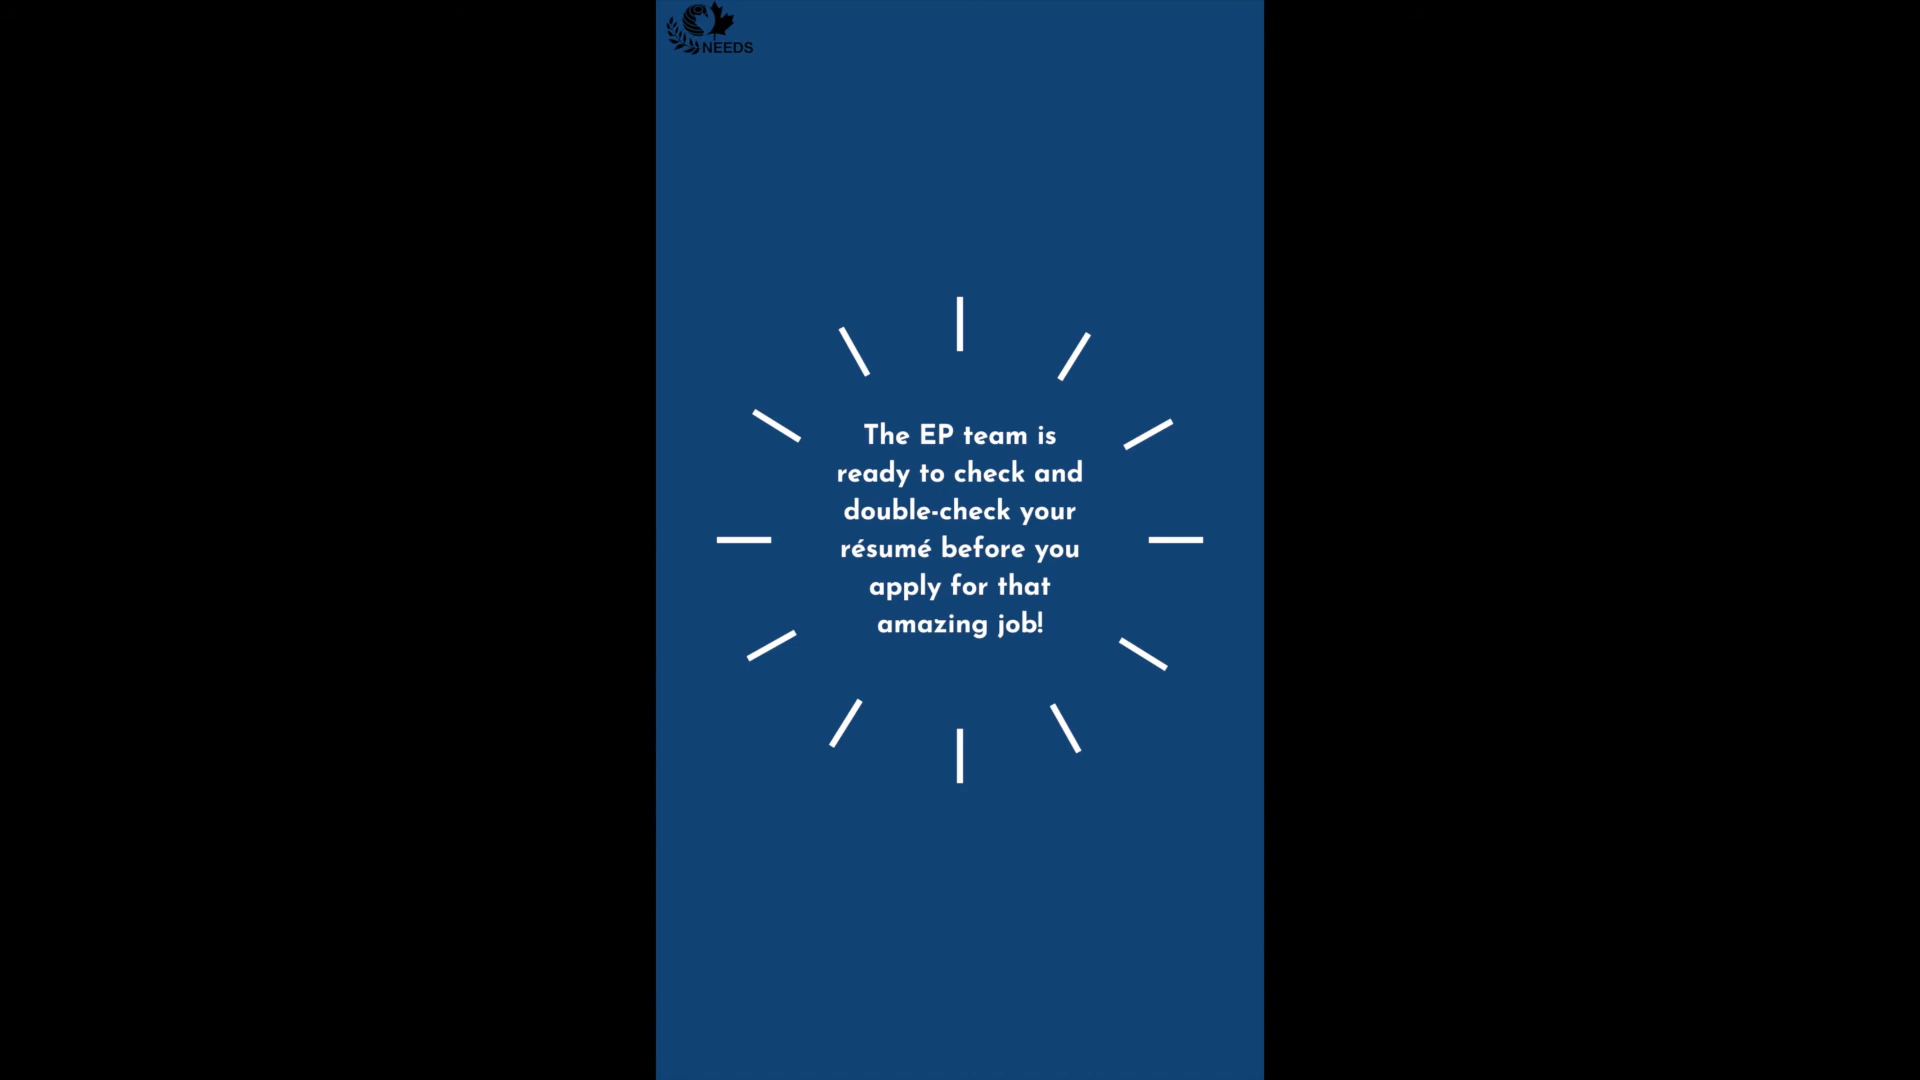 NEEDS
The EP team is
ready to check and
double-check your
résumé before you
apply for that
amazing job!